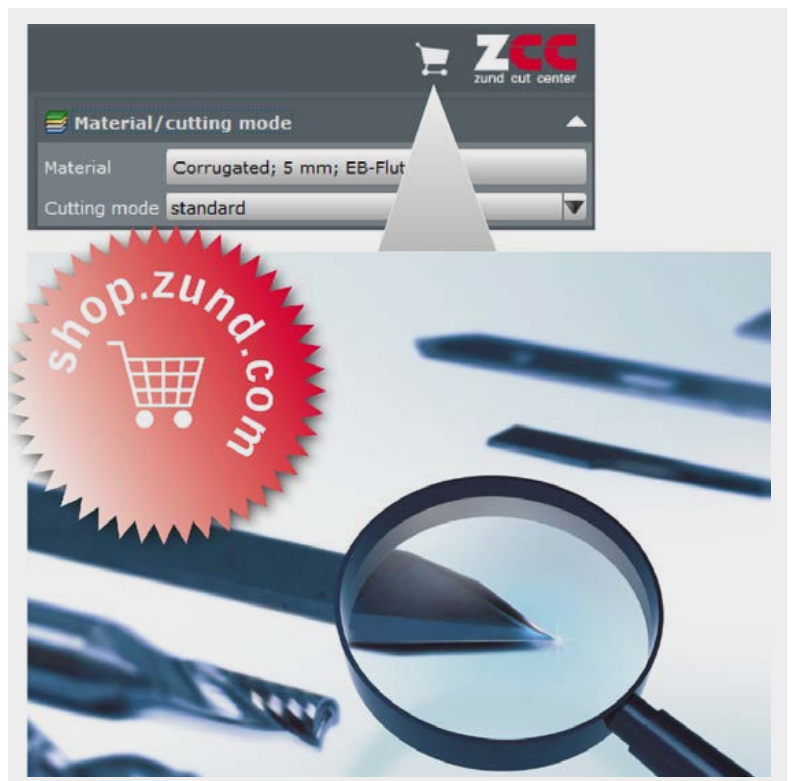 ZCC
zund cut center
Material/cutting mode
Material Corrugated; 5 mm; EB-Flut
Cutting mode standard
shop.zund.com